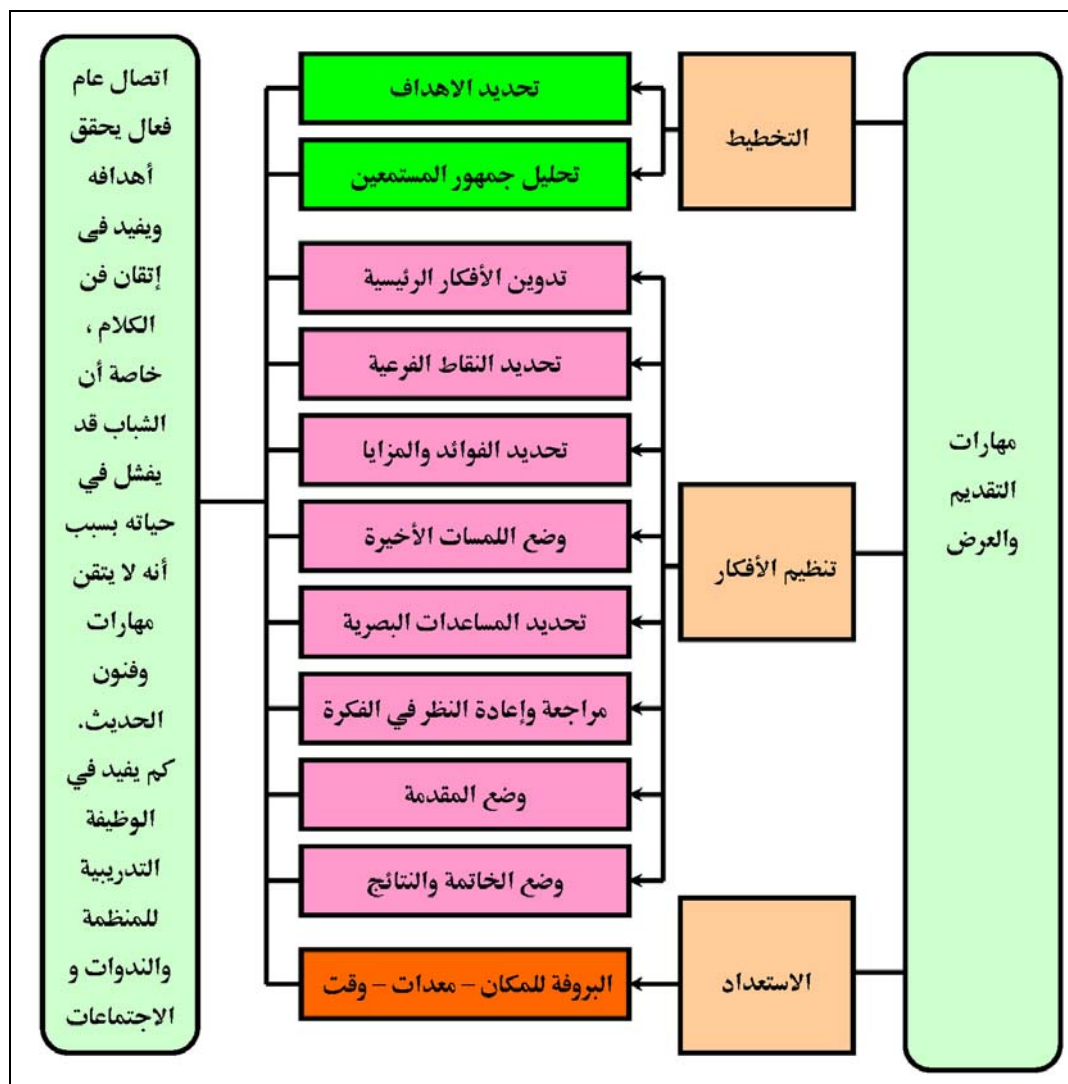 مهارات
التقديم
والعرض
التخطيط
تحديد الاهداف
تحليل جمهور المستمعين
تنظيم الأفكار
تدوين الأفكار الرئيسية
تحديد النقاط الفرعية
تحديد الفوائد والمزايا
وضع اللمسات الأخيرة
تحديد المساعدات البصرية
مراجعة وإعادة النظر في الفكرة
وضع المقدمة
وضع الخاتمة والنتائج
الاستعداد
البروفة للمكان – معدات – وقت
اتصال عام
فعال يحقق
أهدافه
ويفيد فى
إتقان فن
الكلام ،
خاصة أن
الشباب قد
يفشل في
حياته بسبب
أنه لا يتقن
مهارات
وفنون
الحديث.
كم يفيد في
الوظيفة
التدريبية
للمنظمة
والندوات و
الاجتماعات